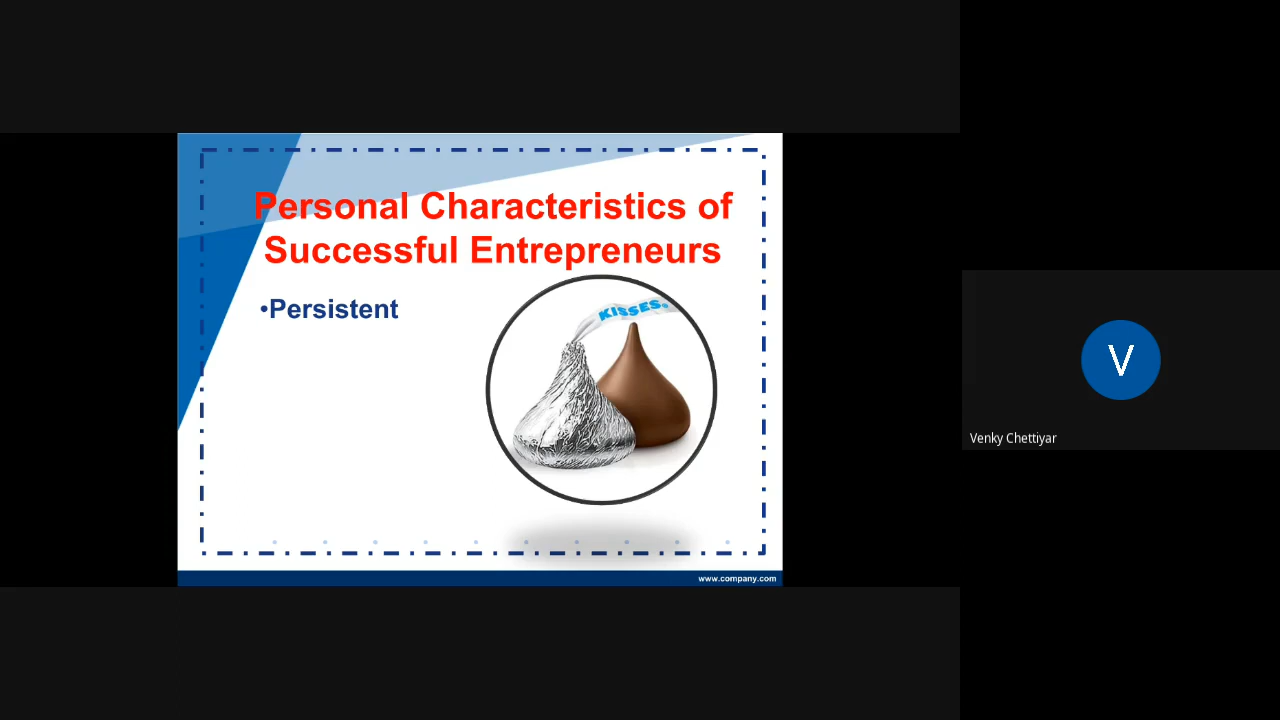 Personal Characteristics of
Successful Entrepreneurs
•Persistent
KISSES.
www.company.com
V
Venky Chettiyar